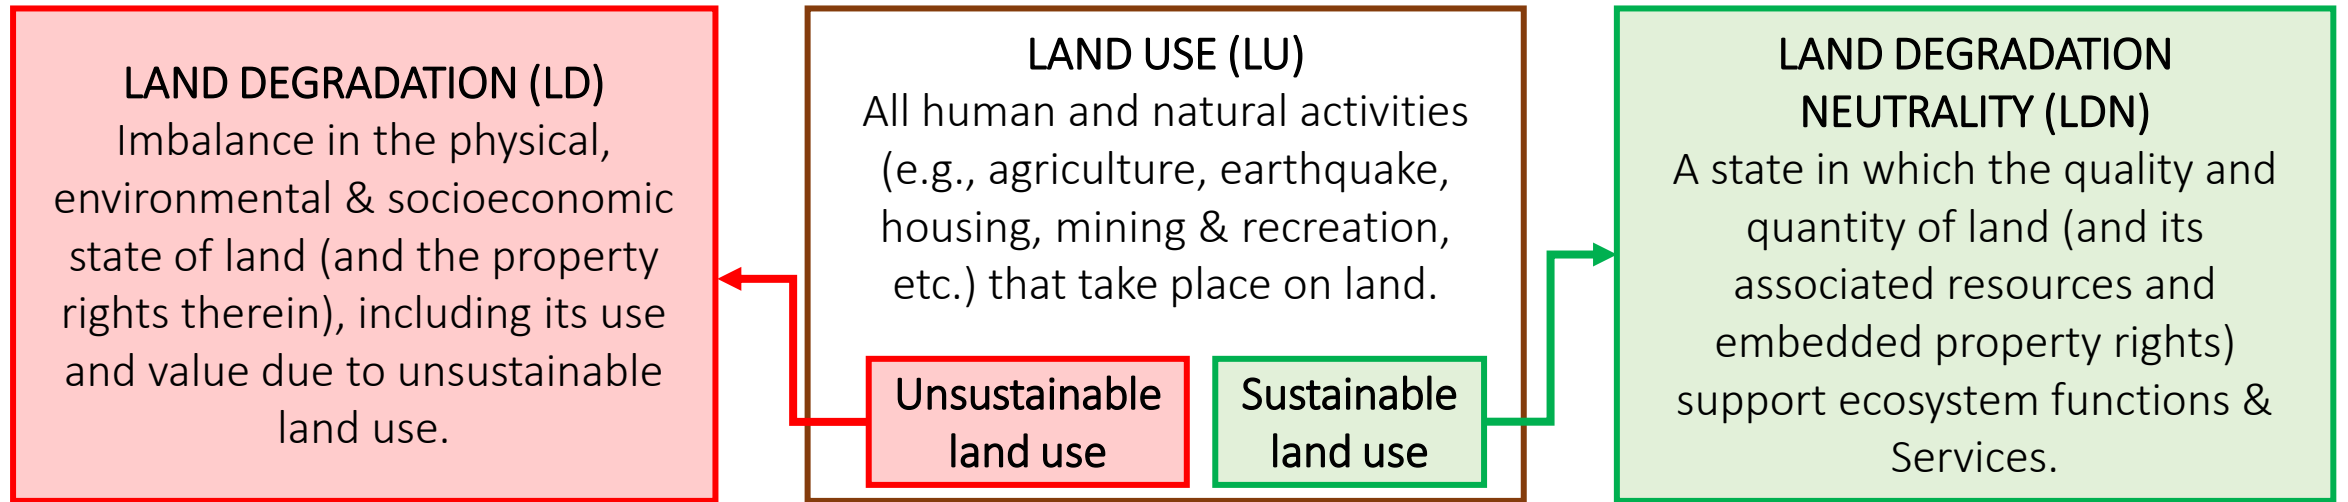 LAND DEGRADATION (LD)
Imbalance in the physical,
environmental & socioeconomic
state of land (and the property
rights therein), including its use
and value due to unsustainable
land use.
LAND USE (LU)
All human and natural activities
(e.g., agriculture, earthquake,
housing, mining & recreation,
etc.) that take place on land.
Unsustainable
land use
Sustainable
land use
LAND DEGRADATION
NEUTRALITY (LDN)
A state in which the quality and
quantity of land (and its
associated resources and
embedded property rights)
support ecosystem functions &
Services.